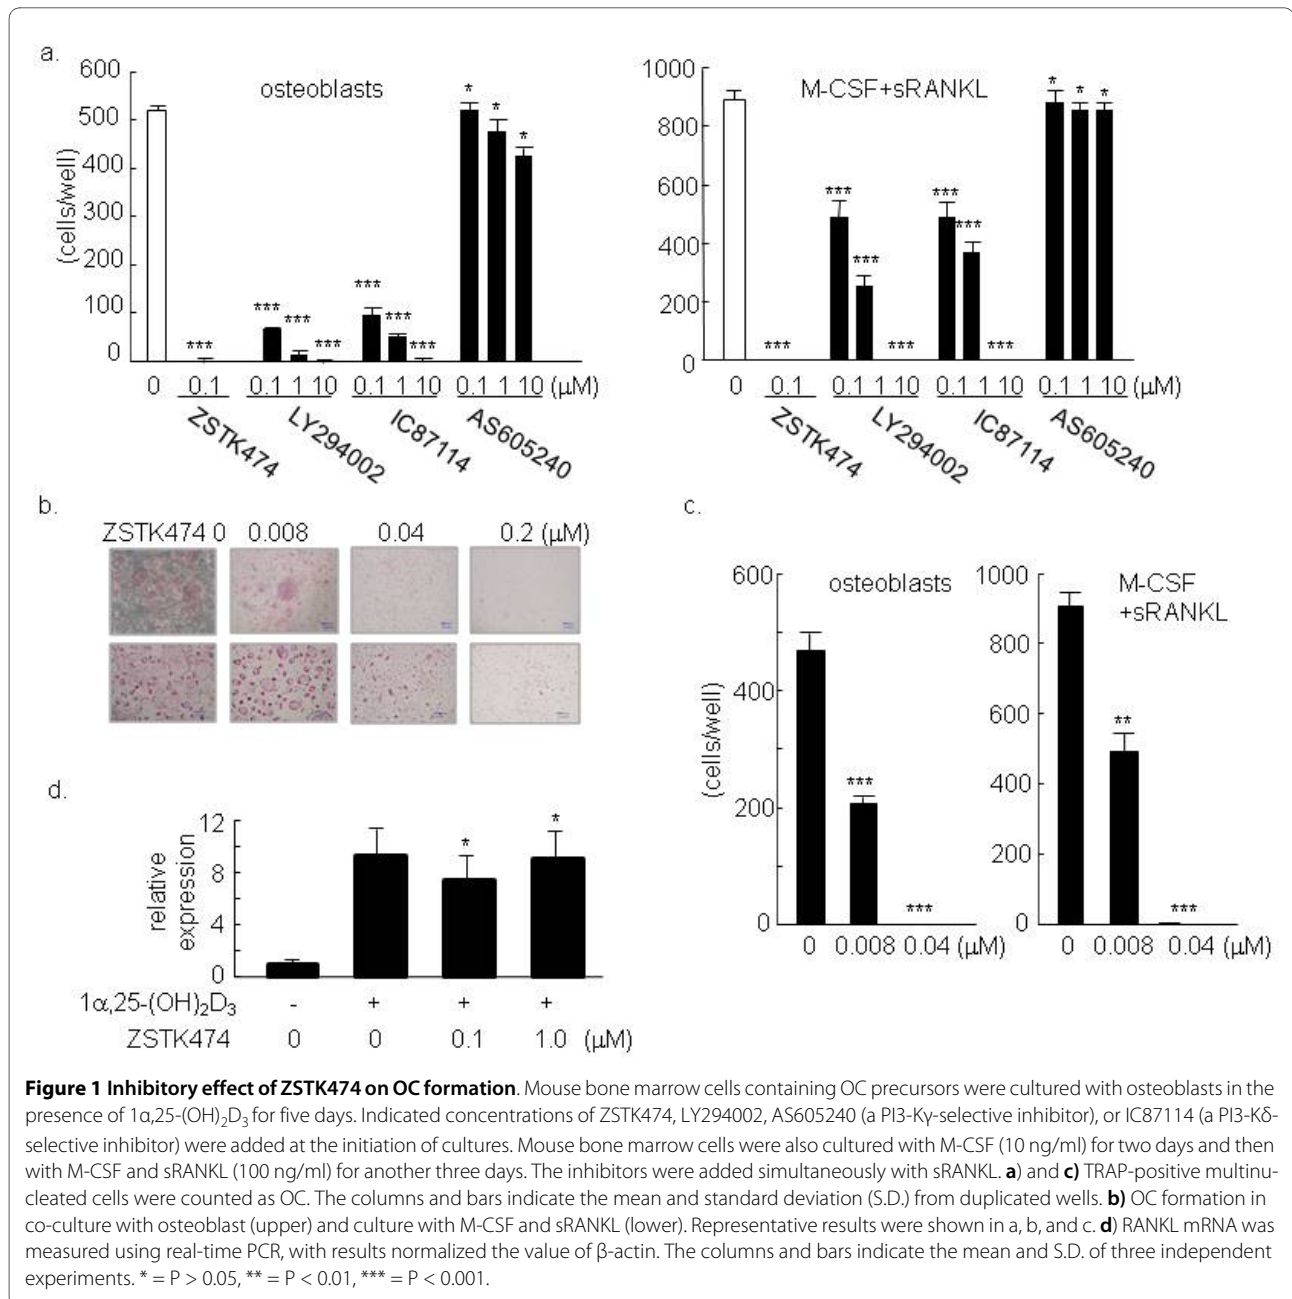 a.
600
500
400
300
200
100
0
(cells/well)
osteoblasts
*
*
*
***
***
***
***
***
***
***
0 0.1 0.1 1 10 0.1 1 10 0.1 1 10 (μM)
ZSTK474 LY294002 IC87114 AS605240
1000
800
600
400
200
0
M-CSF+sRANKL
*
*
*
***
***
***
***
***
***
***
0 0.1 0.1 1 10 0.1 1 10 0.1 1 10 (μM)
ZSTK474 LY294002 IC87114 AS605240
b.
ZSTK474 0 0.008 0.04 0.2 (μM)
c.
600
400
200
0
(cells/well)
osteoblasts
***
***
0 0.008 0.04 (μM)
1000
800
600
400
200
0
M-CSF
+sRANKL
**
***
0 0.008 0.04 (μM)
d.
12
8
4
0
relative
expression
*
*
1α,25-(OH)₂D₃ - + + +
ZSTK474 0 0 0.1 1.0 (μM)
Figure 1 Inhibitory effect of ZSTK474 on OC formation. Mouse bone marrow cells containing OC precursors were cultured with osteoblasts in the
presence of 1α,25-(OH)₂D₃ for five days. Indicated concentrations of ZSTK474, LY294002, AS605240 (a PI3-Kγ-selective inhibitor), or IC87114 (a PI3-Kδ-
selective inhibitor) were added at the initiation of cultures. Mouse bone marrow cells were also cultured with M-CSF (10 ng/ml) for two days and then
with M-CSF and sRANKL (100 ng/ml) for another three days. The inhibitors were added simultaneously with sRANKL. a) and c) TRAP-positive multinu-
cleated cells were counted as OC. The columns and bars indicate the mean and standard deviation (S.D.) from duplicated wells. b) OC formation in
co-culture with osteoblast (upper) and culture with M-CSF and sRANKL (lower). Representative results were shown in a, b, and c. d) RANKL mRNA was
measured using real-time PCR, with results normalized the value of β-actin. The columns and bars indicate the mean and S.D. of three independent
experiments. * = P > 0.05, ** = P < 0.01, *** = P < 0.001.